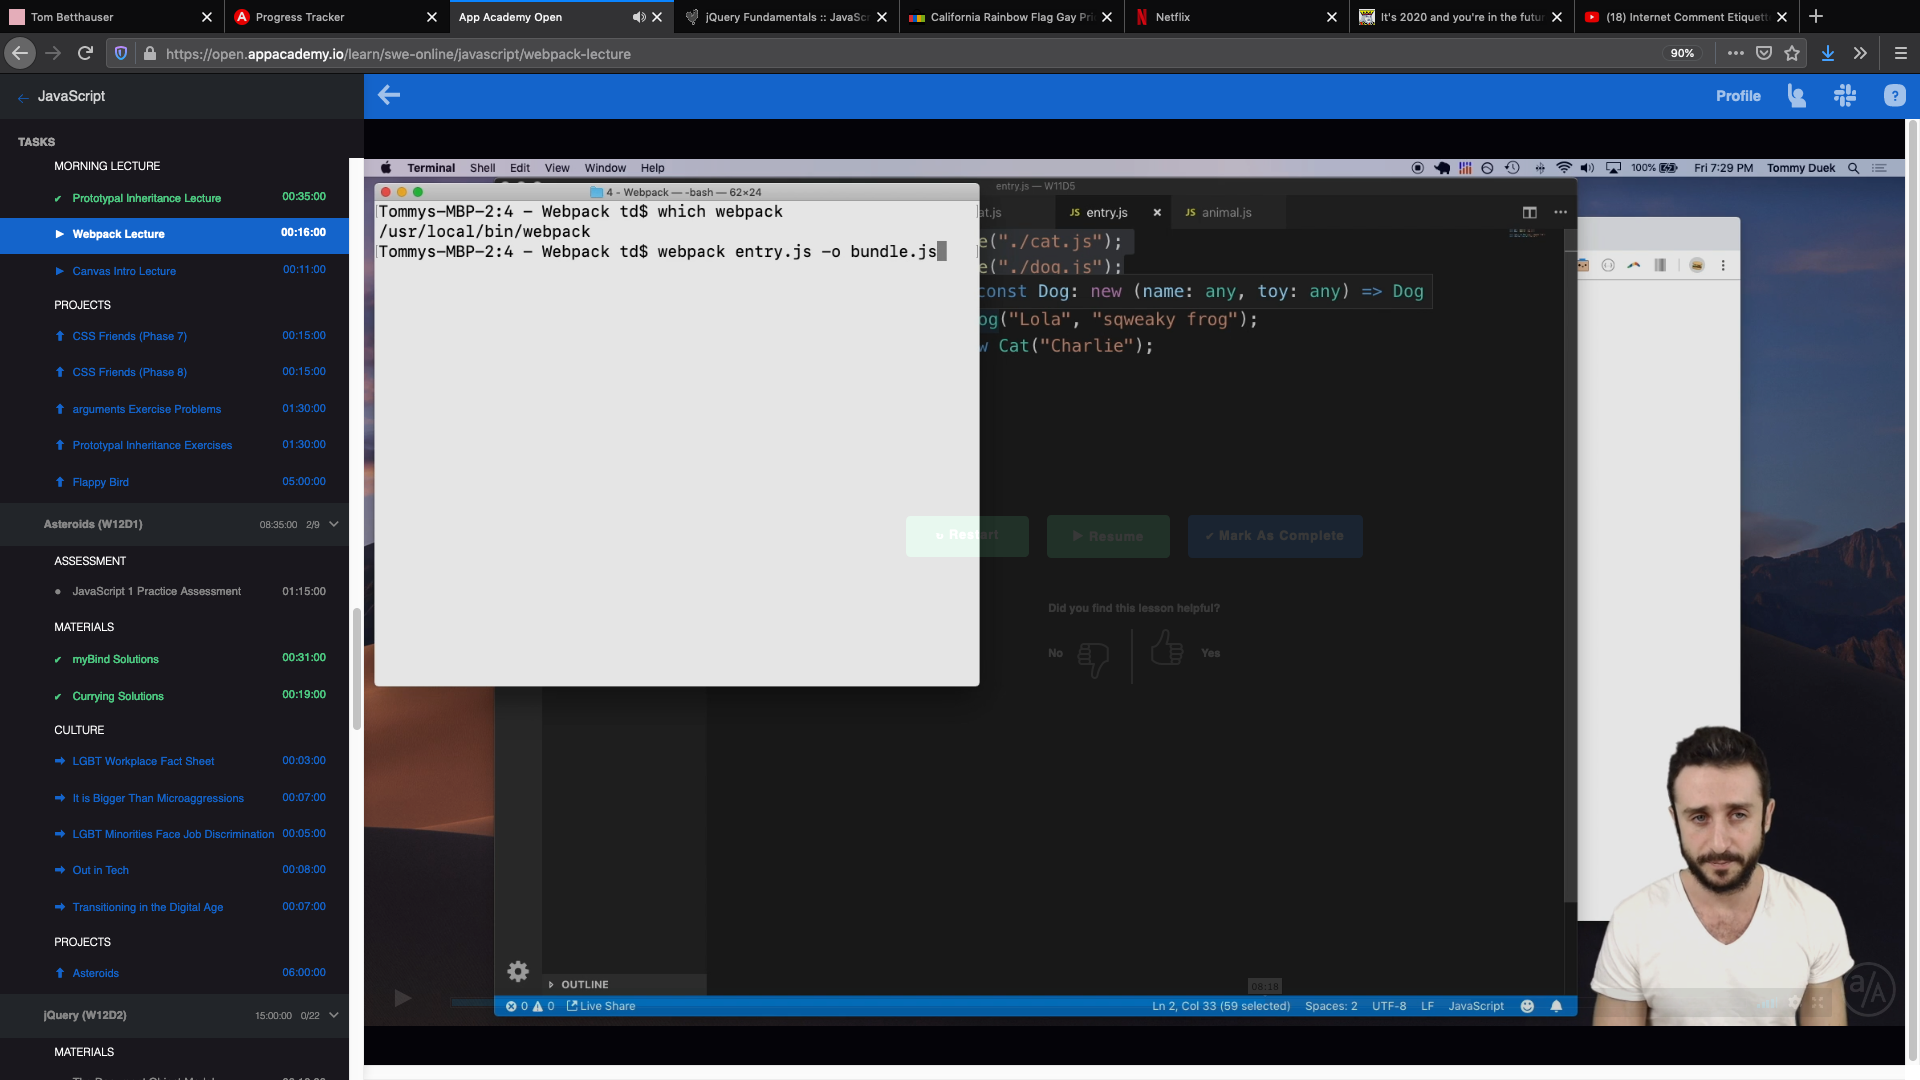 Tom Betthauser
Progress Tracker
App Academy Open
jQuery Fundamentals :: JavaSc
California Rainbow Flag Gay Pri
Netflix
It's 2020 and you're in the futu
(18) Internet Comment Etiquett
https://open.appacademy.io/learn/swe-online/javascript/webpack-lecture
90%
JavaScript
Profile
TASKS
MORNING LECTURE
Prototypal Inheritance Lecture 00:35:00
Webpack Lecture 00:16:00
Canvas Intro Lecture 00:11:00
PROJECTS
CSS Friends (Phase 7) 00:15:00
CSS Friends (Phase 8) 00:15:00
arguments Exercise Problems 01:30:00
Prototypal Inheritance Exercises 01:30:00
Flappy Bird 05:00:00
Asteroids (W12D1) 08:35:00 2/9
ASSESSMENT
JavaScript 1 Practice Assessment 01:15:00
MATERIALS
myBind Solutions 00:31:00
Currying Solutions 00:19:00
CULTURE
LGBT Workplace Fact Sheet 00:03:00
It is Bigger Than Microaggressions 00:07:00
LGBT Minorities Face Job Discrimination 00:05:00
Out in Tech 00:08:00
Transitioning in the Digital Age 00:07:00
PROJECTS
Asteroids 06:00:00
jQuery (W12D2) 15:00:00 0/22
MATERIALS
Terminal Shell Edit View Window Help
100% Fri 7:29 PM Tommy Duek
4 - Webpack — -bash — 62×24
Tommys-MBP-2:4 - Webpack td$ which webpack
/usr/local/bin/webpack
Tommys-MBP-2:4 - Webpack td$ webpack entry.js -o bundle.js
entry.js — W11D5
at.js JS entry.js JS animal.js
e("./cat.js");
e("./dog.js");
const Dog: new (name: any, toy: any) => Dog
og("Lola", "sqweaky frog");
w Cat("Charlie");
Restart Resume Mark As Complete
Did you find this lesson helpful?
No Yes
OUTLINE
08:18
0 0 Live Share
Ln 2, Col 33 (59 selected) Spaces: 2 UTF-8 LF JavaScript
a/A